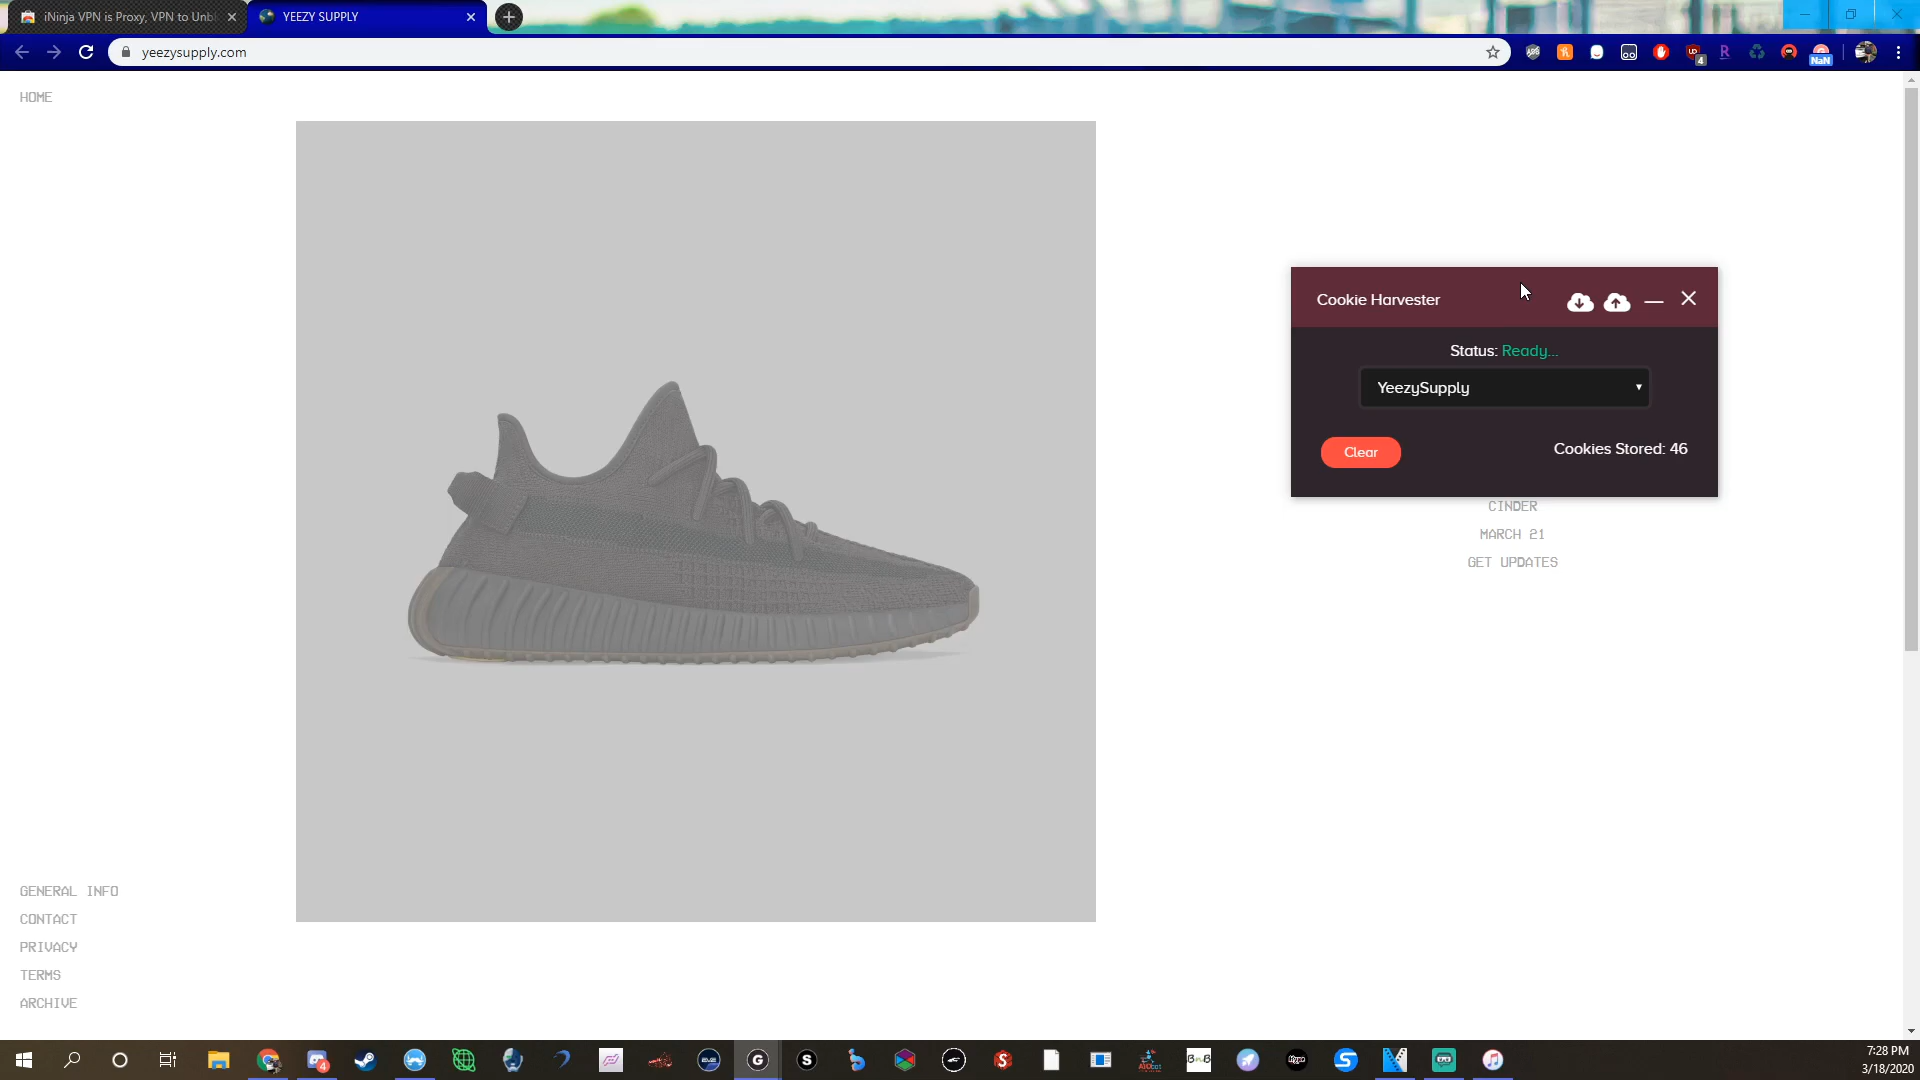 iNinja VPN is Proxy, VPN to Unbl
YEEZY SUPPLY
yeezysupply.com
4
NaN
HOME
Cookie Harvester
Status: Ready...
YeezySupply
Clear
Cookies Stored: 46
CINDER
MARCH 21
GET UPDATES
GENERAL INFO
CONTACT
PRIVACY
TERMS
ARCHIVE
7:28 PM
3/18/2020